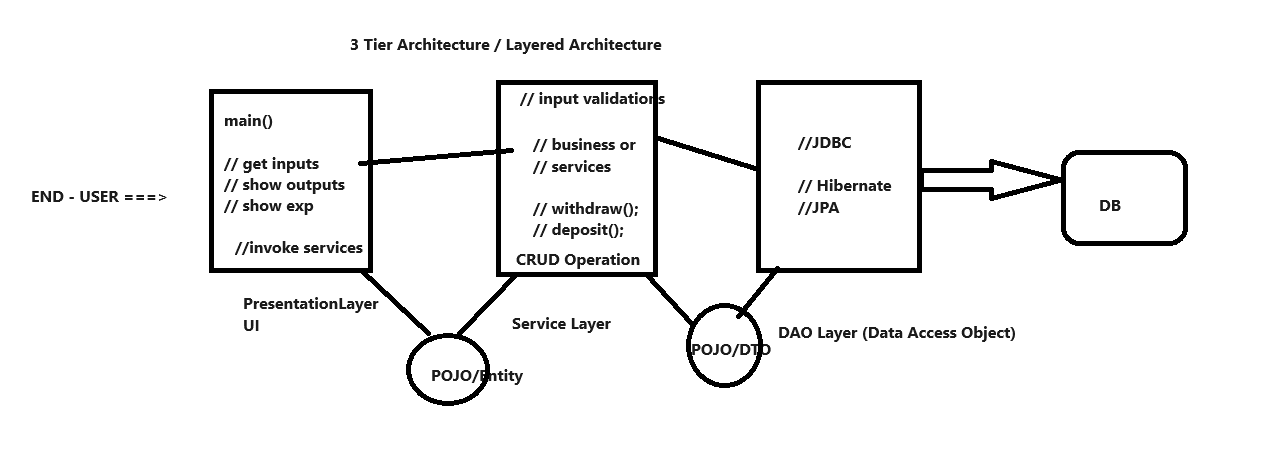 3 Tier Architecture / Layered Architecture
END - USER ===>
main()
// get inputs
// show outputs
// show exp
//invoke services
PresentationLayer
UI
// input validations
// business or
// services
// withdraw();
// deposit();
CRUD Operation
Service Layer
POJO/Entity
//JDBC
// Hibernate
//JPA
DAO Layer (Data Access Object)
POJO/DTO
DB